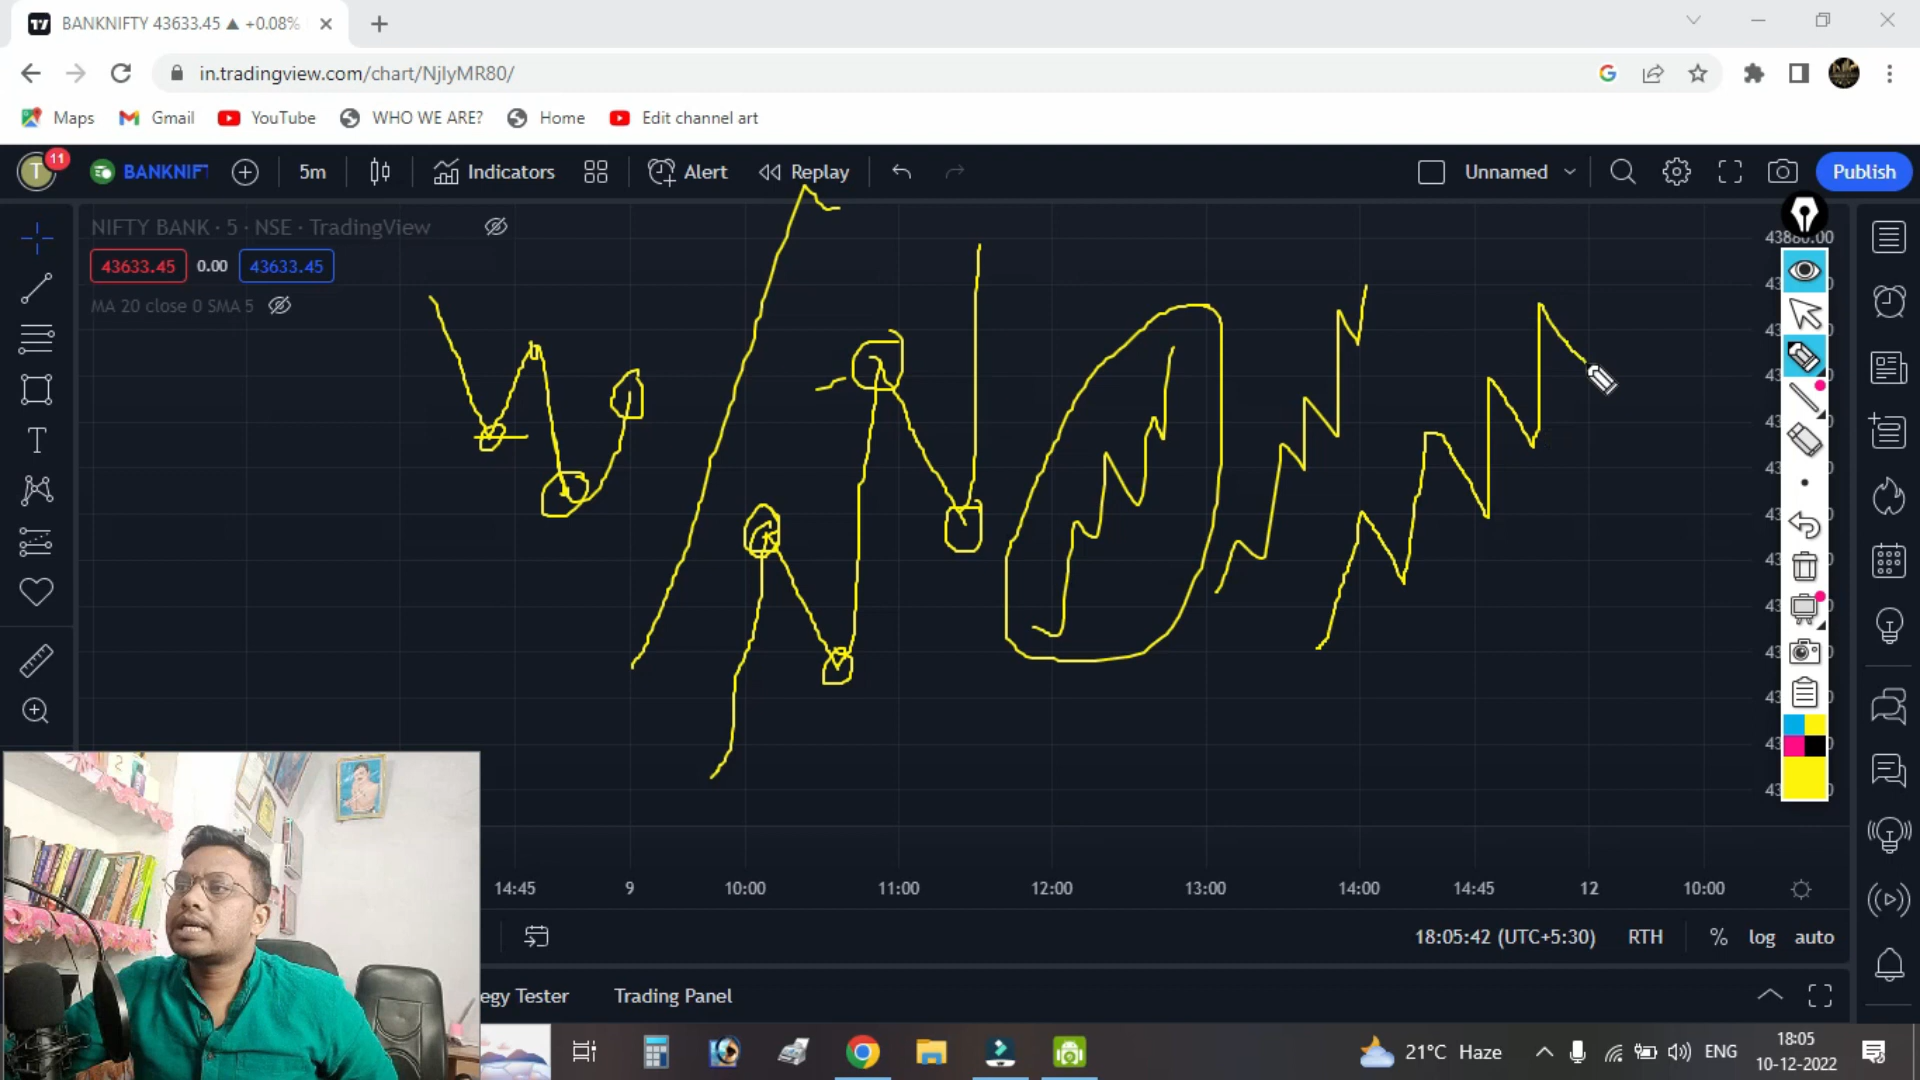 BANKNIFTY 43633.45 ▲ +0.08%
in.tradingview.com/chart/NjIyMR80/
Maps Gmail YouTube WHO WE ARE? Home Edit channel art
T 11 BANKNIFT 5m Indicators Alert Replay Unnamed Publish
NIFTY BANK · 5 · NSE · TradingView
43633.45 0.00 43633.45
MA 20 close 0 SMA 5
14:45 9 10:00 11:00 12:00 13:00 14:00 14:45 12 10:00
18:05:42 (UTC+5:30) RTH % log auto
egy Tester Trading Panel
21°C Haze ENG 18:05
10-12-2022